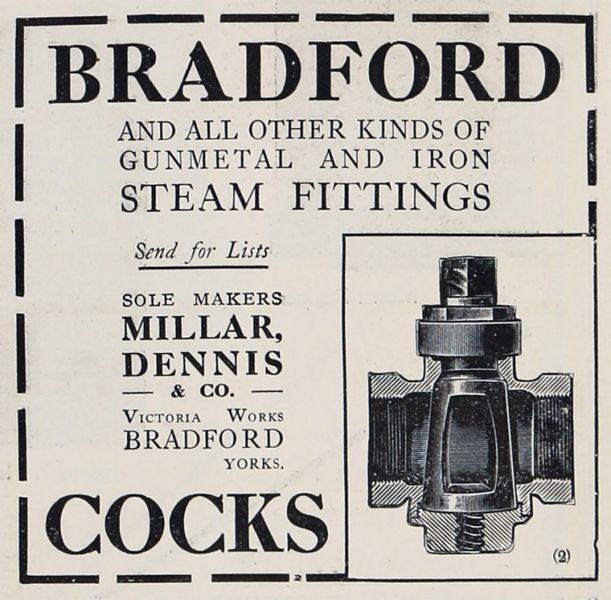 BRADFORD
AND ALL OTHER KINDS OF
GUNMETAL AND IRON
STEAM FITTINGS
Send for Lists
SOLE MAKERS
MILLAR,
DENNIS
— & CO. —
VICTORIA WORKS
BRADFORD
YORKS.
COCKS
(2)
2